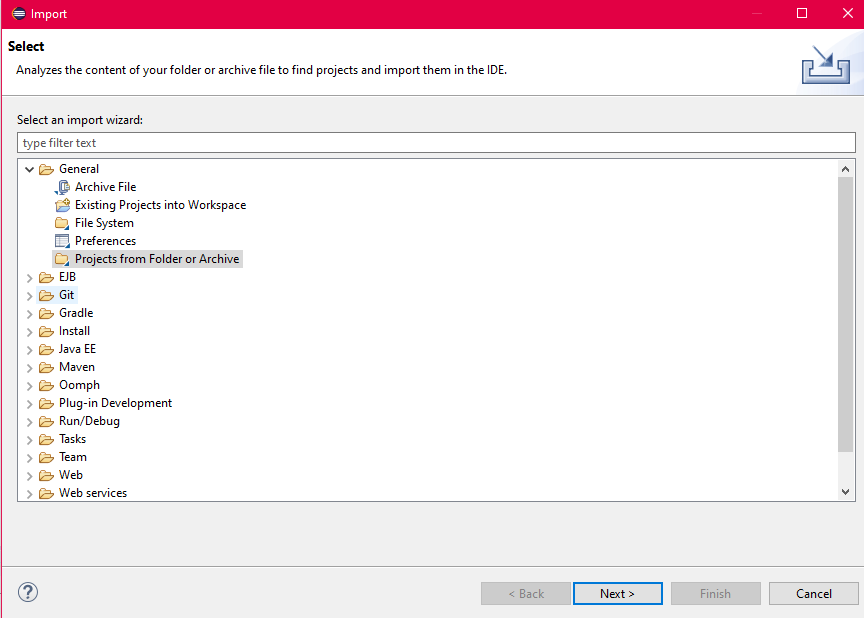 Import
Select
Analyzes the content of your folder or archive file to find projects and import them in the IDE.
Select an import wizard:
type filter text
General
Archive File
Existing Projects into Workspace
File System
Preferences
Projects from Folder or Archive
EJB
Git
Gradle
Install
Java EE
Maven
Oomph
Plug-in Development
Run/Debug
Tasks
Team
Web
Web services
?
< Back
Next >
Finish
Cancel